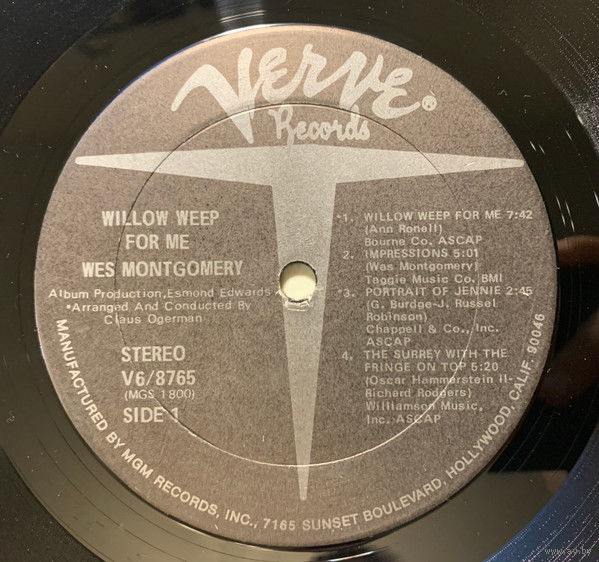 Verve
Records
WILLOW WEEP
FOR ME
WES MONTGOMERY
Album Production, Esmond Edwards
*Arranged And Conducted By
Claus Ogerman
STEREO
V6/8765
(MGS 1800)
SIDE 1
*1. WILLOW WEEP FOR ME 7:42
(Ann Ronell)
Bourne Co. ASCAP
2. IMPRESSIONS 5:01
(Wes Montgomery)
Taggie Music Co. BMI
*3. PORTRAIT OF JENNIE 2:45
(G. Burdge-J. Russel
Robinson)
Chappell & Co., Inc.
ASCAP
4. THE SURREY WITH THE
FRINGE ON TOP 5:20
(Oscar Hammerstein II-
Richard Rodgers)
Williamson Music,
Inc. ASCAP
MANUFACTURED BY MGM RECORDS, INC., 7165 SUNSET BOULEVARD, HOLLYWOOD, CALIF. 90046